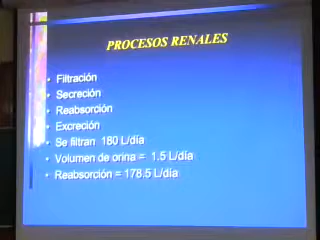 PROCESOS RENALES
• Filtración
• Secreción
• Reabsorción
• Excreción
• Se filtran 180 L/día
• Volumen de orina = 1.5 L/día
• Reabsorción = 178.5 L/día